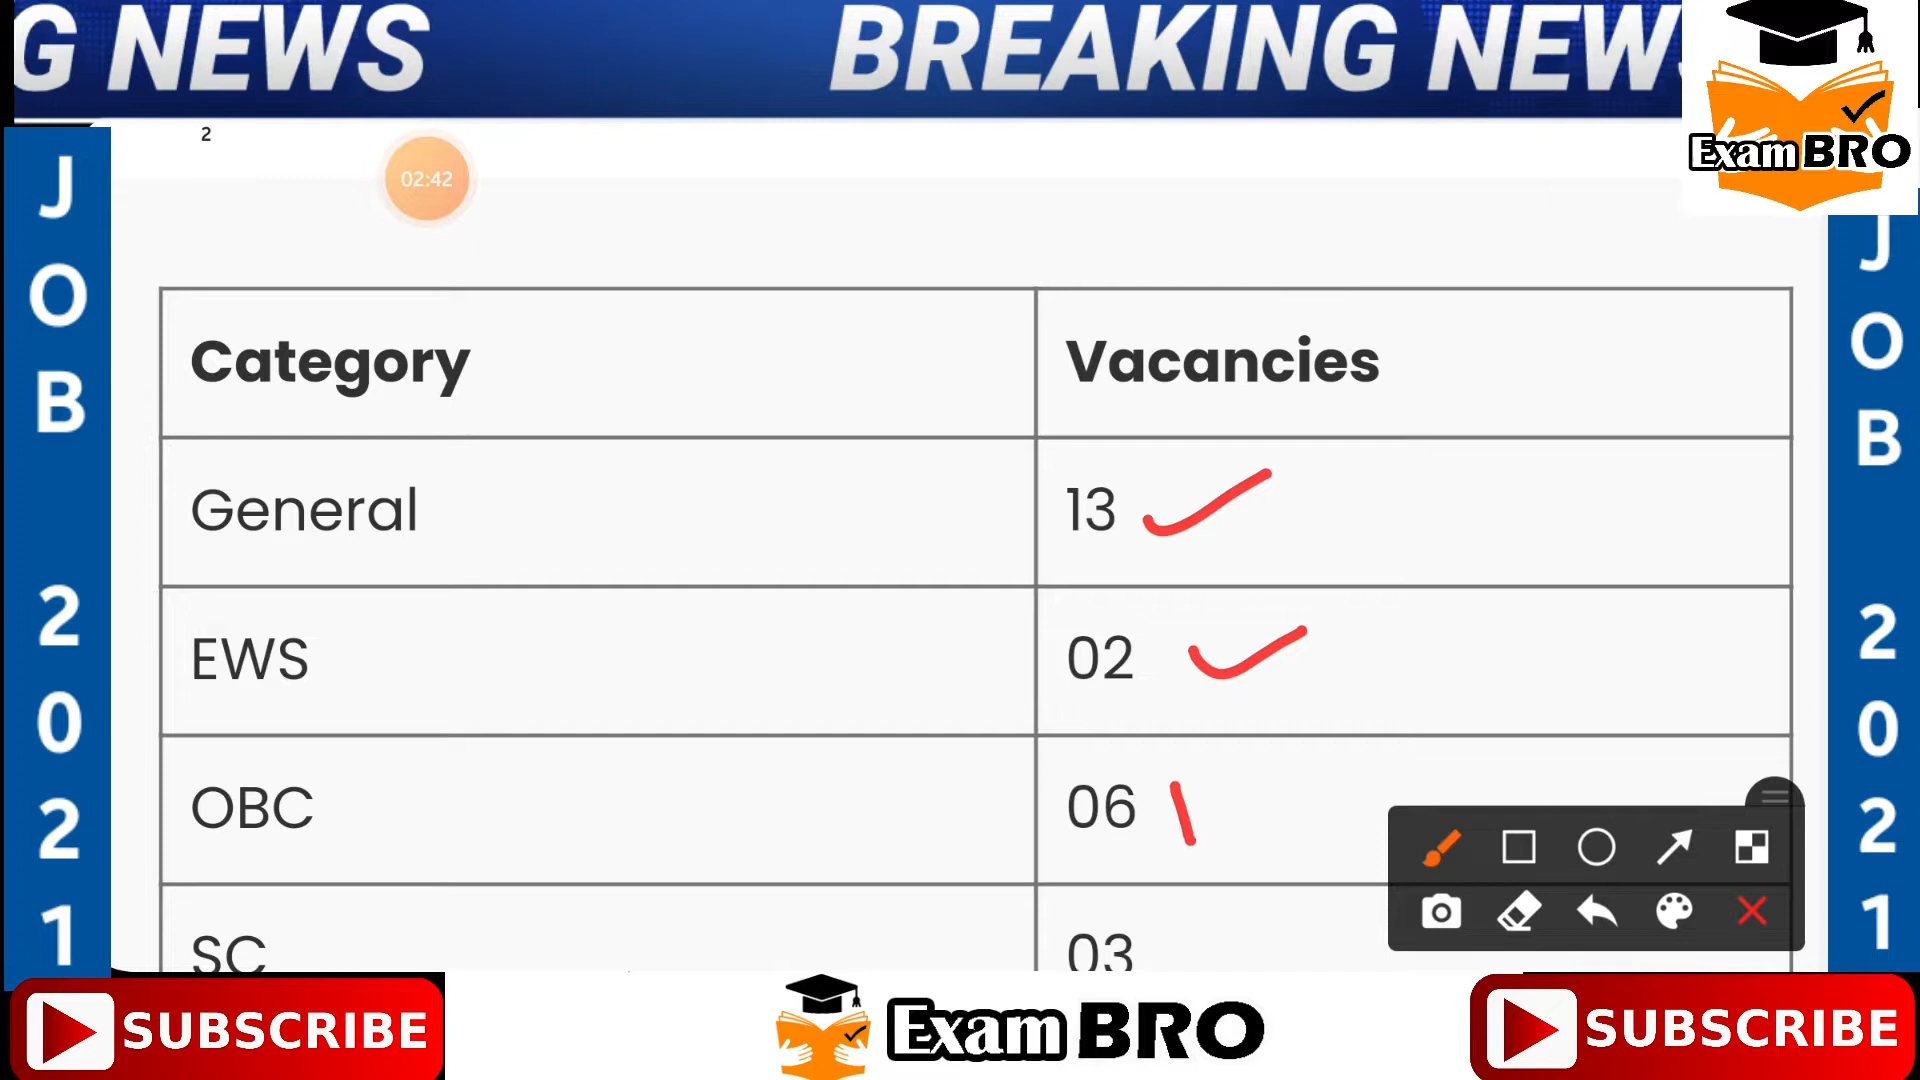 G NEWS BREAKING NEW
Exam BRO
2
02:42
JOB 2021
JOB 2021
Category Vacancies
General 13
EWS 02
OBC 06
SC 03
SUBSCRIBE Exam BRO SUBSCRIBE